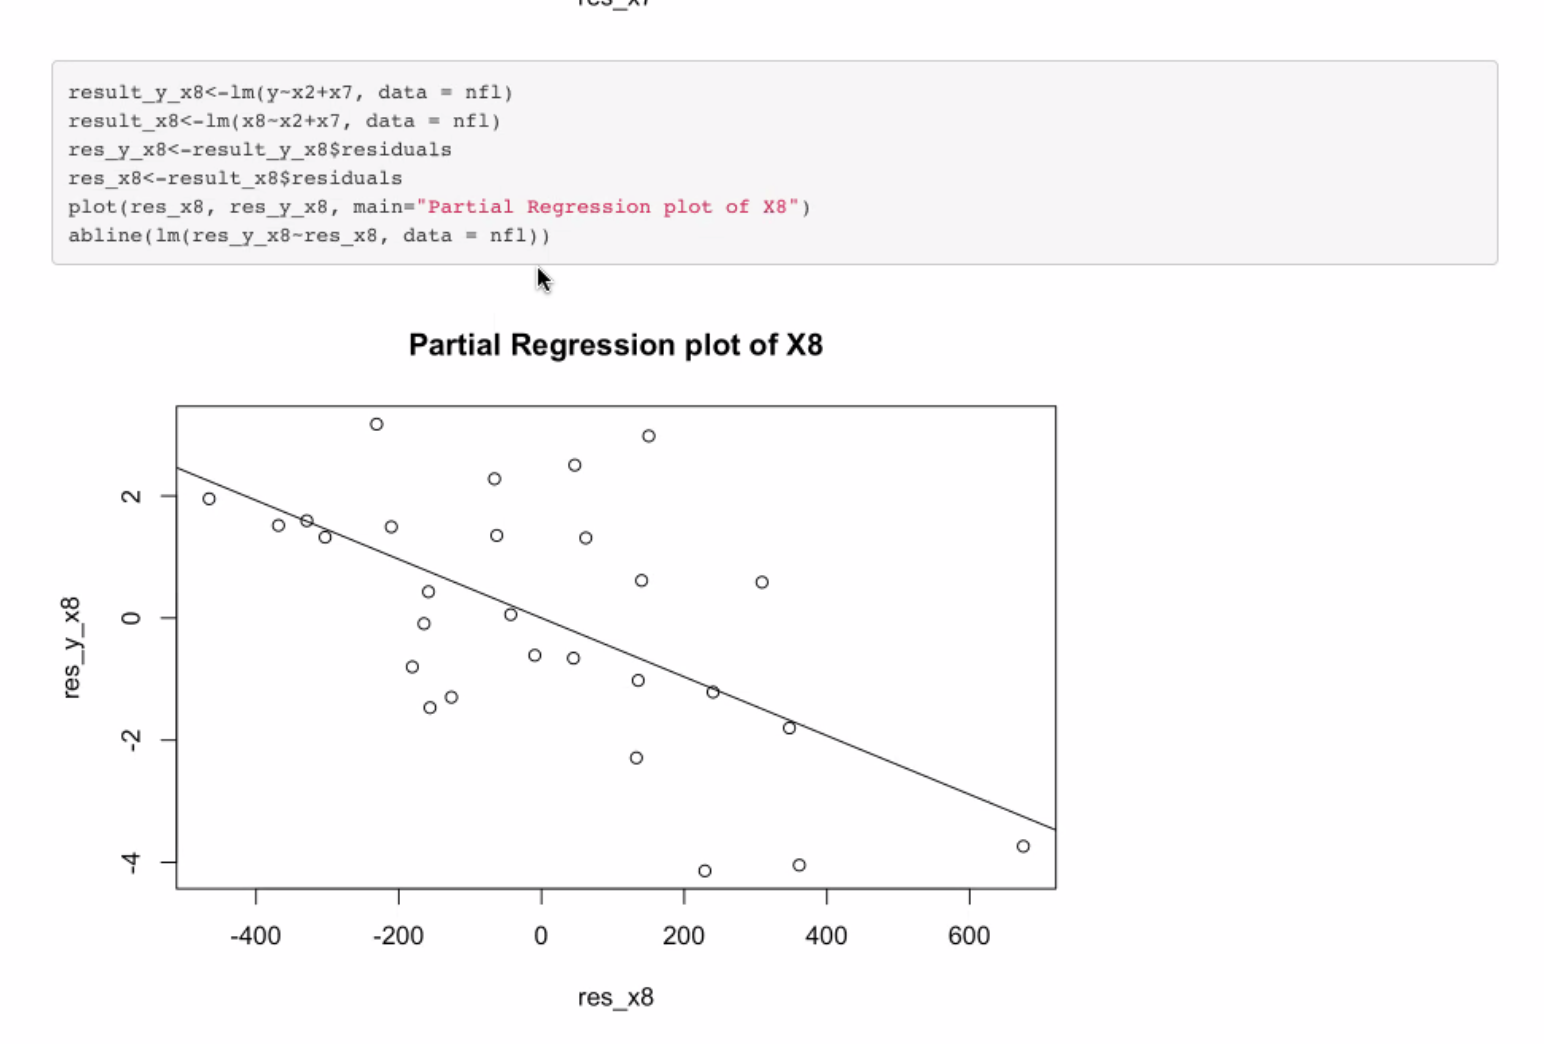 res_x7
result_y_x8<-lm(y~x2+x7, data = nfl)
result_x8<-lm(x8~x2+x7, data = nfl)
res_y_x8<-result_y_x8$residuals
res_x8<-result_x8$residuals
plot(res_x8, res_y_x8, main="Partial Regression plot of X8")
abline(lm(res_y_x8~res_x8, data = nfl))
Partial Regression plot of X8
2
0
-2
-4
res_y_x8
-400 -200 0 200 400 600
res_x8